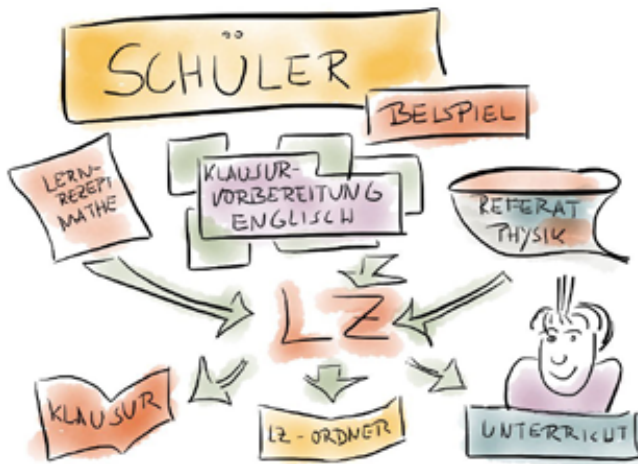 SCHÜLER
BEISPIEL
LERN-
REZEPT
MATHE
KLAUSUR-
VORBEREITUNG
ENGLISCH
REFERAT
PHYSIK
LZ
KLAUSUR
LZ-ORDNER
UNTERRICHT